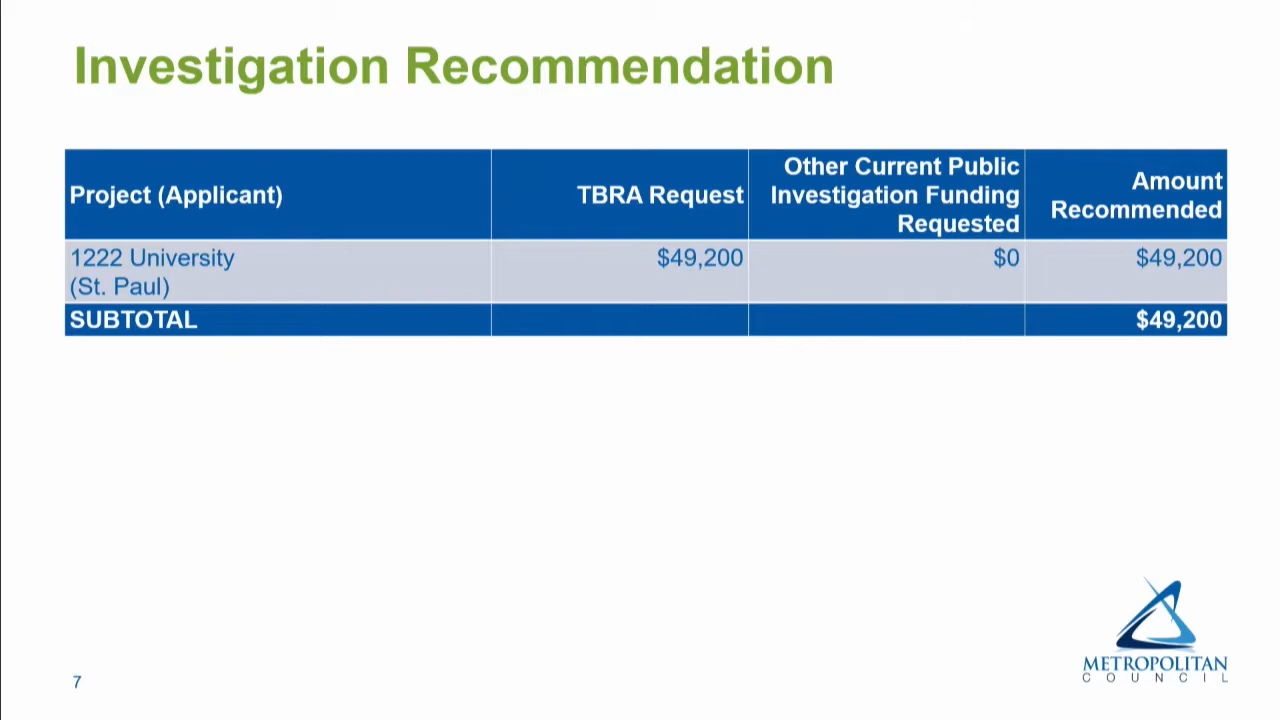 Investigation Recommendation
Project (Applicant)
TBRA Request
Other Current Public
Investigation Funding
Requested
Amount
Recommended
1222 University
(St. Paul)
$49,200
$0
$49,200
SUBTOTAL
$49,200
METROPOLITAN
COUNCIL
7